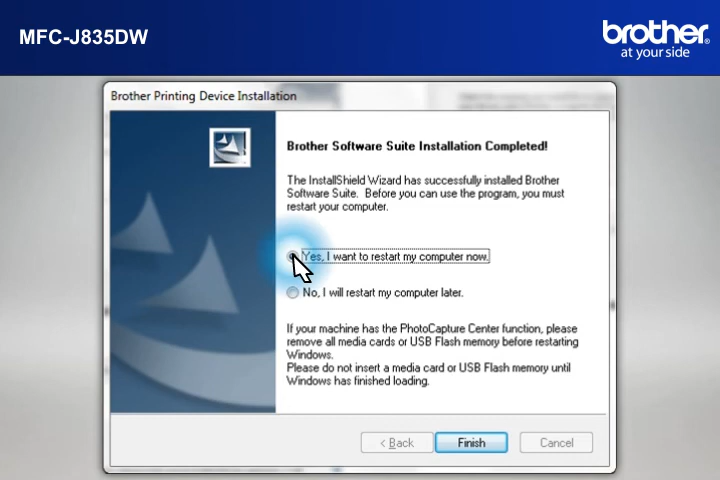 MFC-J835DW
brother
at your side
Brother Printing Device Installation
Brother Software Suite Installation Completed!
The InstallShield Wizard has successfully installed Brother
Software Suite. Before you can use the program, you must
restart your computer.
Yes, I want to restart my computer now.
No, I will restart my computer later.
If your machine has the PhotoCapture Center function, please
remove all media cards or USB Flash memory before restarting
Windows.
Please do not insert a media card or USB Flash memory until
Windows has finished loading.
< Back
Finish
Cancel